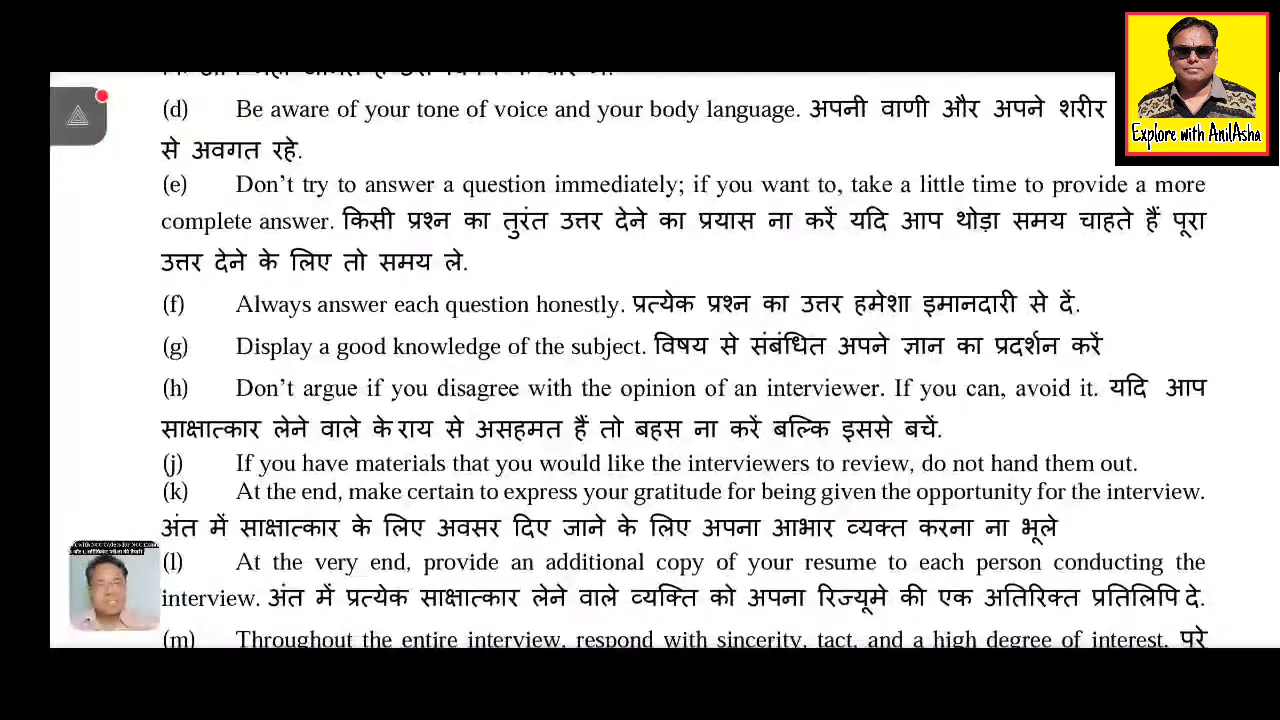 (d) Be aware of your tone of voice and your body language. अपनी वाणी और अपने शरीर
से अवगत रहे.
(e) Don’t try to answer a question immediately; if you want to, take a little time to provide a more
complete answer. किसी प्रश्न का तुरंत उत्तर देने का प्रयास ना करें यदि आप थोड़ा समय चाहते हैं पूरा
उत्तर देने के लिए तो समय ले.
(f) Always answer each question honestly. प्रत्येक प्रश्न का उत्तर हमेशा इमानदारी से दें.
(g) Display a good knowledge of the subject. विषय से संबंधित अपने ज्ञान का प्रदर्शन करें
(h) Don’t argue if you disagree with the opinion of an interviewer. If you can, avoid it. यदि आप
साक्षात्कार लेने वाले के राय से असहमत हैं तो बहस ना करें बल्कि इससे बचें.
(j) If you have materials that you would like the interviewers to review, do not hand them out.
(k) At the end, make certain to express your gratitude for being given the opportunity for the interview.
अंत में साक्षात्कार के लिए अवसर दिए जाने के लिए अपना आभार व्यक्त करना ना भूले
(l) At the very end, provide an additional copy of your resume to each person conducting the
interview. अंत में प्रत्येक साक्षात्कार लेने वाले व्यक्ति को अपना रिज्यूमे की एक अतिरिक्त प्रतिलिपि दे.
(m) Throughout the entire interview, respond with sincerity, tact, and a high degree of interest.
Explore with AnilAsha